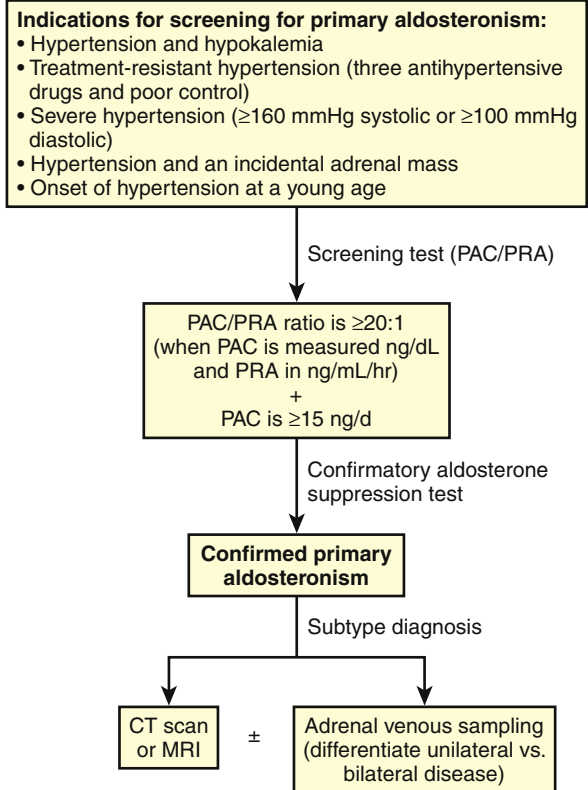 Indications for screening for primary aldosteronism:
• Hypertension and hypokalemia
• Treatment-resistant hypertension (three antihypertensive
drugs and poor control)
• Severe hypertension (≥160 mmHg systolic or ≥100 mmHg
diastolic)
• Hypertension and an incidental adrenal mass
• Onset of hypertension at a young age
Screening test (PAC/PRA)
PAC/PRA ratio is ≥20:1
(when PAC is measured ng/dL
and PRA in ng/mL/hr)
+
PAC is ≥15 ng/d
Confirmatory aldosterone
suppression test
Confirmed primary
aldosteronism
Subtype diagnosis
CT scan
or MRI
±
Adrenal venous sampling
(differentiate unilateral vs.
bilateral disease)